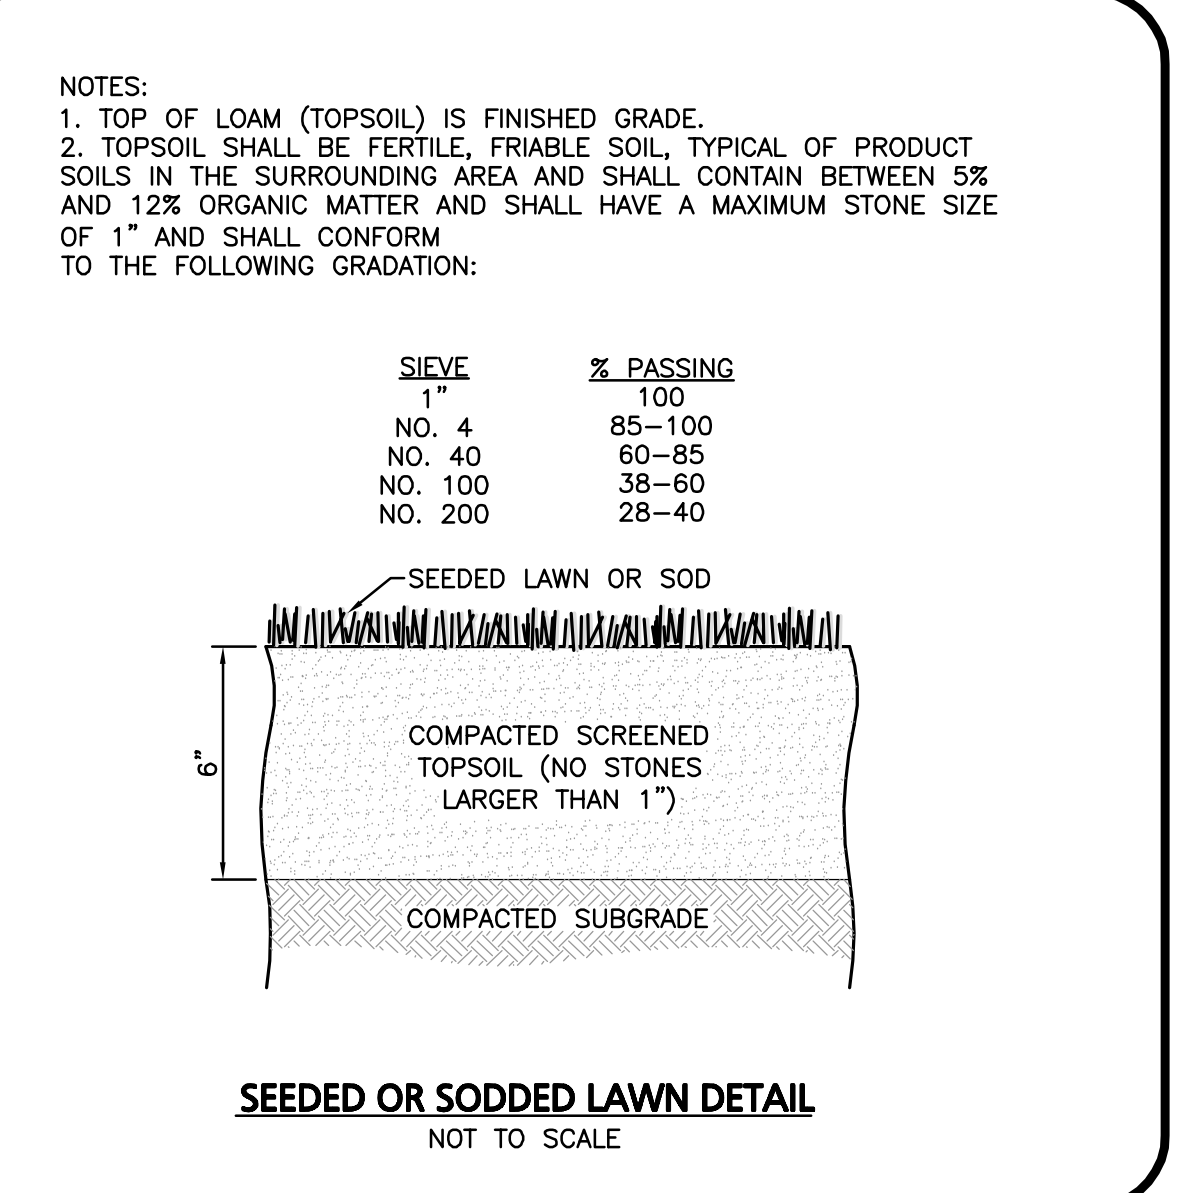 NOTES:
1. TOP OF LOAM (TOPSOIL) IS FINISHED GRADE.
2. TOPSOIL SHALL BE FERTILE, FRIABLE SOIL, TYPICAL OF PRODUCT
SOILS IN THE SURROUNDING AREA AND SHALL CONTAIN BETWEEN 5%
AND 12% ORGANIC MATTER AND SHALL HAVE A MAXIMUM STONE SIZE
OF 1" AND SHALL CONFORM
TO THE FOLLOWING GRADATION:
SIEVE % PASSING
1" 100
NO. 4 85-100
NO. 40 60-85
NO. 100 38-60
NO. 200 28-40
SEEDED LAWN OR SOD
6"
COMPACTED SCREENED
TOPSOIL (NO STONES
LARGER THAN 1")
COMPACTED SUBGRADE
SEEDED OR SODDED LAWN DETAIL
NOT TO SCALE